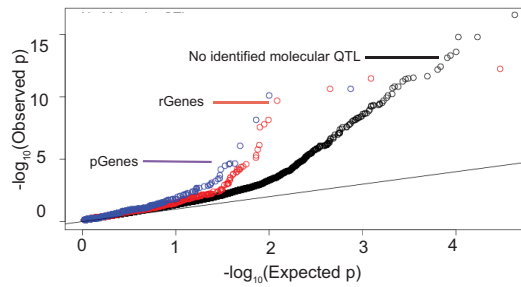 15
No identified molecular QTL
10
rGenes
5
pGenes
0
-log10(Observed p)
0 1 2 3 4
-log10(Expected p)